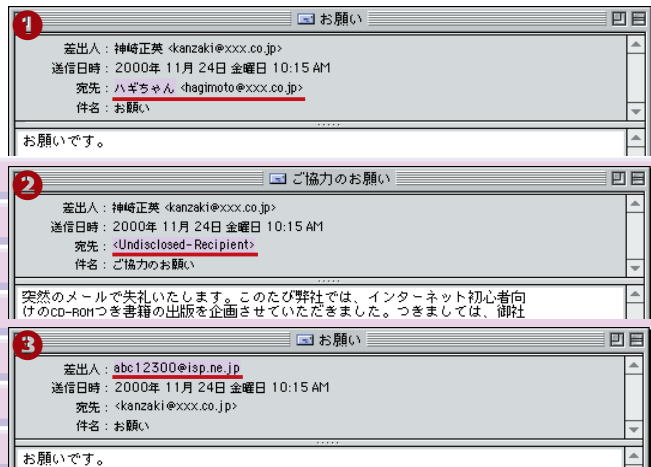 1
お願い
差出人：神崎正英 <kanzaki@xxx.co.jp>
送信日時：2000年 11月 24日 金曜日 10:15 AM
宛先：ハギちゃん <hagimoto@xxx.co.jp>
件名：お願い
お願いです。
2
ご協力のお願い
差出人：神崎正英 <kanzaki@xxx.co.jp>
送信日時：2000年 11月 24日 金曜日 10:15 AM
宛先：<Undisclosed-Recipient>
件名：ご協力のお願い
突然のメールで失礼いたします。このたび弊社では、インターネット初心者向
けのCD-ROMつき書籍の出版を企画させていただきました。つきましては、御社
3
お願い
差出人：abc12300@isp.ne.jp
送信日時：2000年 11月 24日 金曜日 10:15 AM
宛先：<kanzaki@xxx.co.jp>
件名：お願い
お願いです。